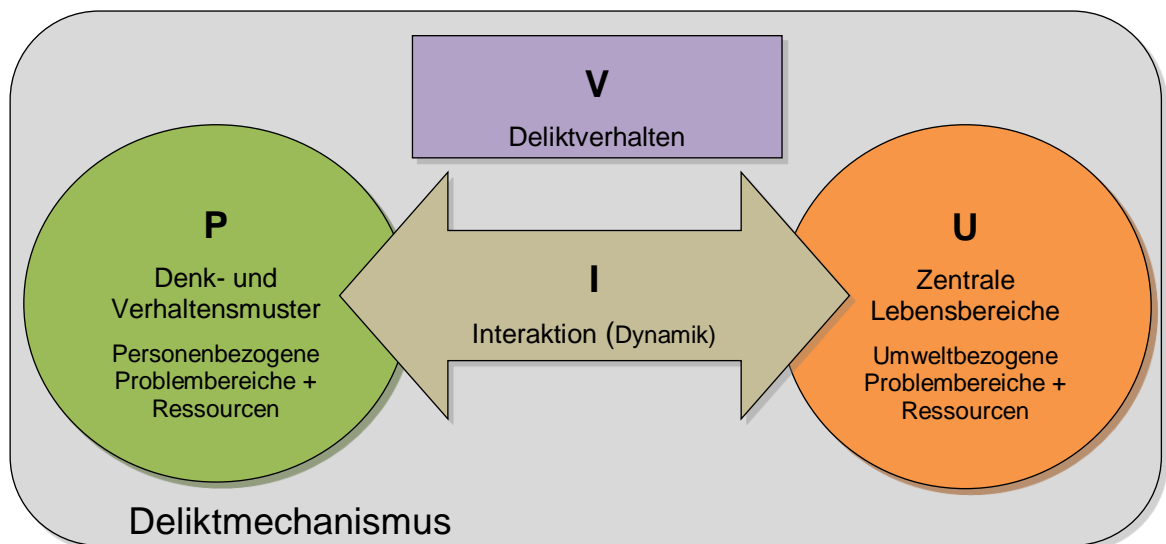 V
Deliktverhalten
P
Denk- und
Verhaltensmuster
Personenbezogene
Problembereiche +
Ressourcen
I
Interaktion (Dynamik)
U
Zentrale
Lebensbereiche
Umweltbezogene
Problembereiche +
Ressourcen
Deliktmechanismus